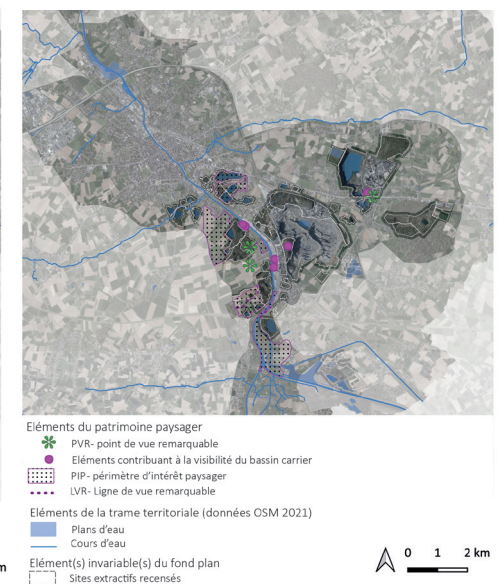 Eléments du patrimoine paysager
PVR- point de vue remarquable
Eléments contribuant à la visibilité du bassin carrier
PIP- périmètre d'intérêt paysager
LVR- Ligne de vue remarquable
Eléments de la trame territoriale (données OSM 2021)
Plans d'eau
Cours d'eau
Elément(s) invariable(s) du fond plan
Sites extractifs recensés
0 1 2 km
m